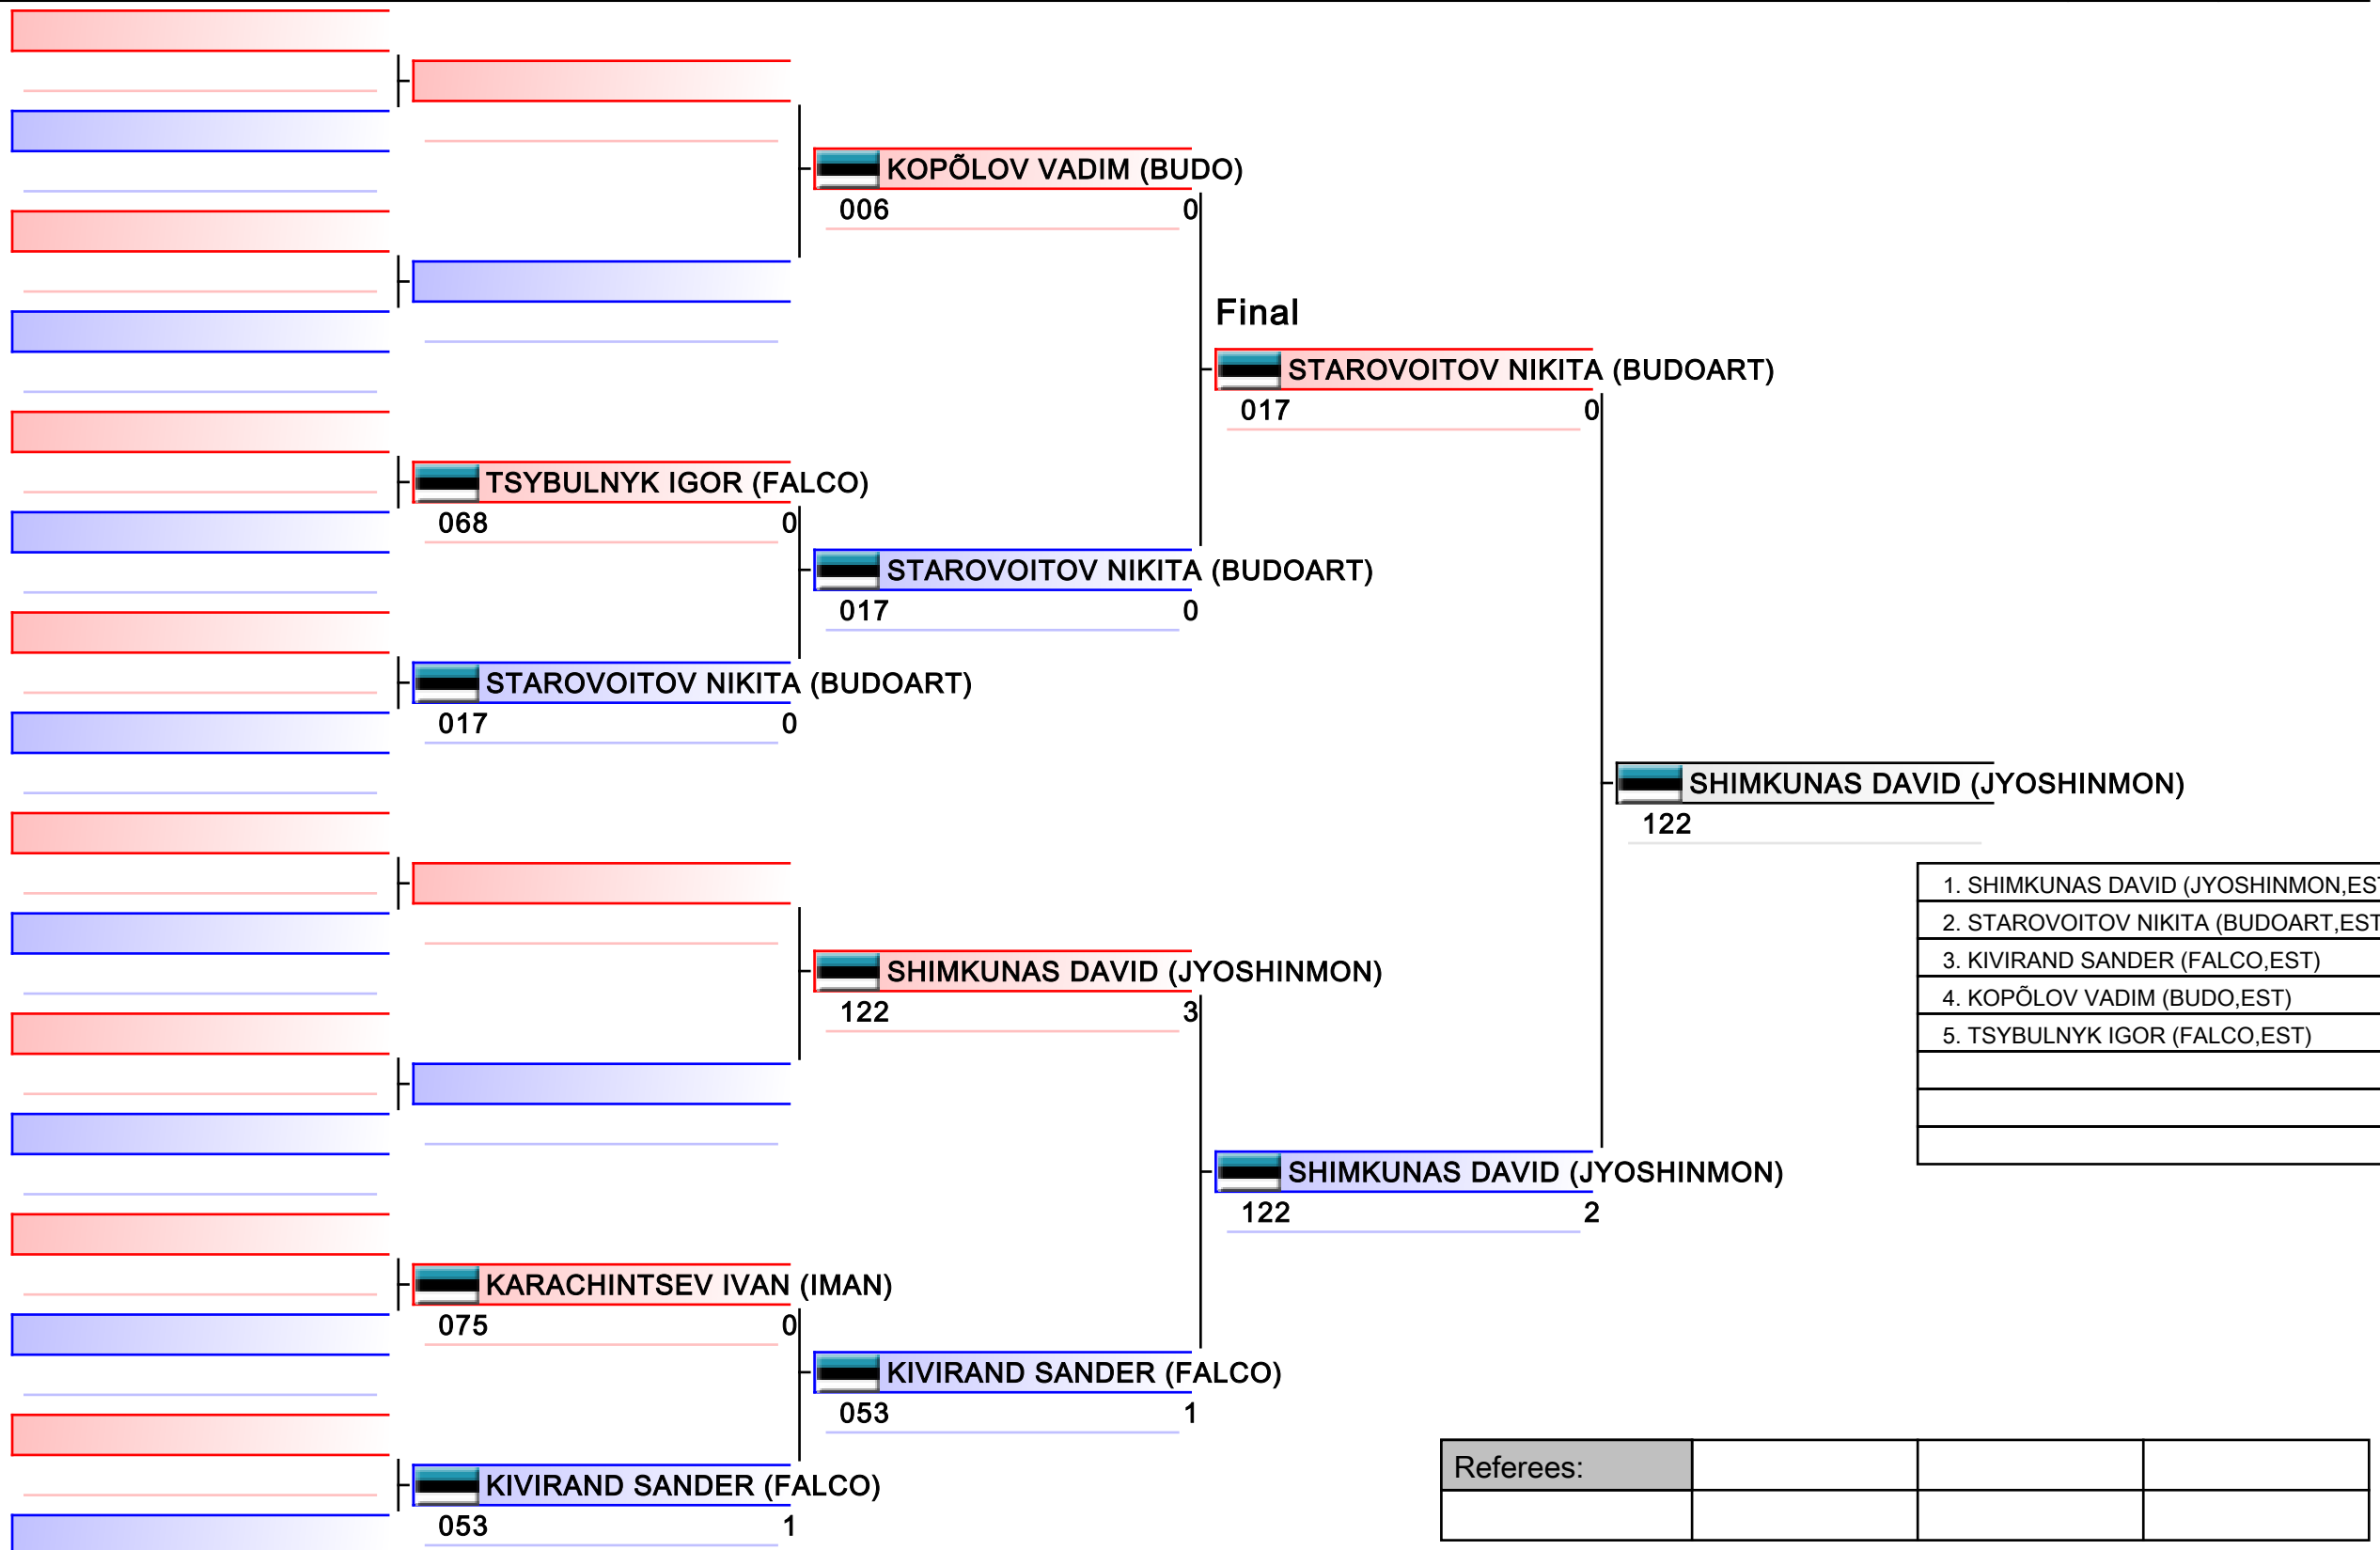 KOPÕLOV VADIM (BUDO)
006 0
Final
STAROVOITOV NIKITA (BUDOART)
017 0
TSYBULNYK IGOR (FALCO)
068 0
STAROVOITOV NIKITA (BUDOART)
017 0
STAROVOITOV NIKITA (BUDOART)
017 0
SHIMKUNAS DAVID (JYOSHINMON)
122
1. SHIMKUNAS DAVID (JYOSHINMON,EST
2. STAROVOITOV NIKITA (BUDOART,EST
3. KIVIRAND SANDER (FALCO,EST)
4. KOPÕLOV VADIM (BUDO,EST)
5. TSYBULNYK IGOR (FALCO,EST)
SHIMKUNAS DAVID (JYOSHINMON)
122 3
SHIMKUNAS DAVID (JYOSHINMON)
122 2
KARACHINTSEV IVAN (IMAN)
075 0
KIVIRAND SANDER (FALCO)
053 1
KIVIRAND SANDER (FALCO)
053 1
Referees: